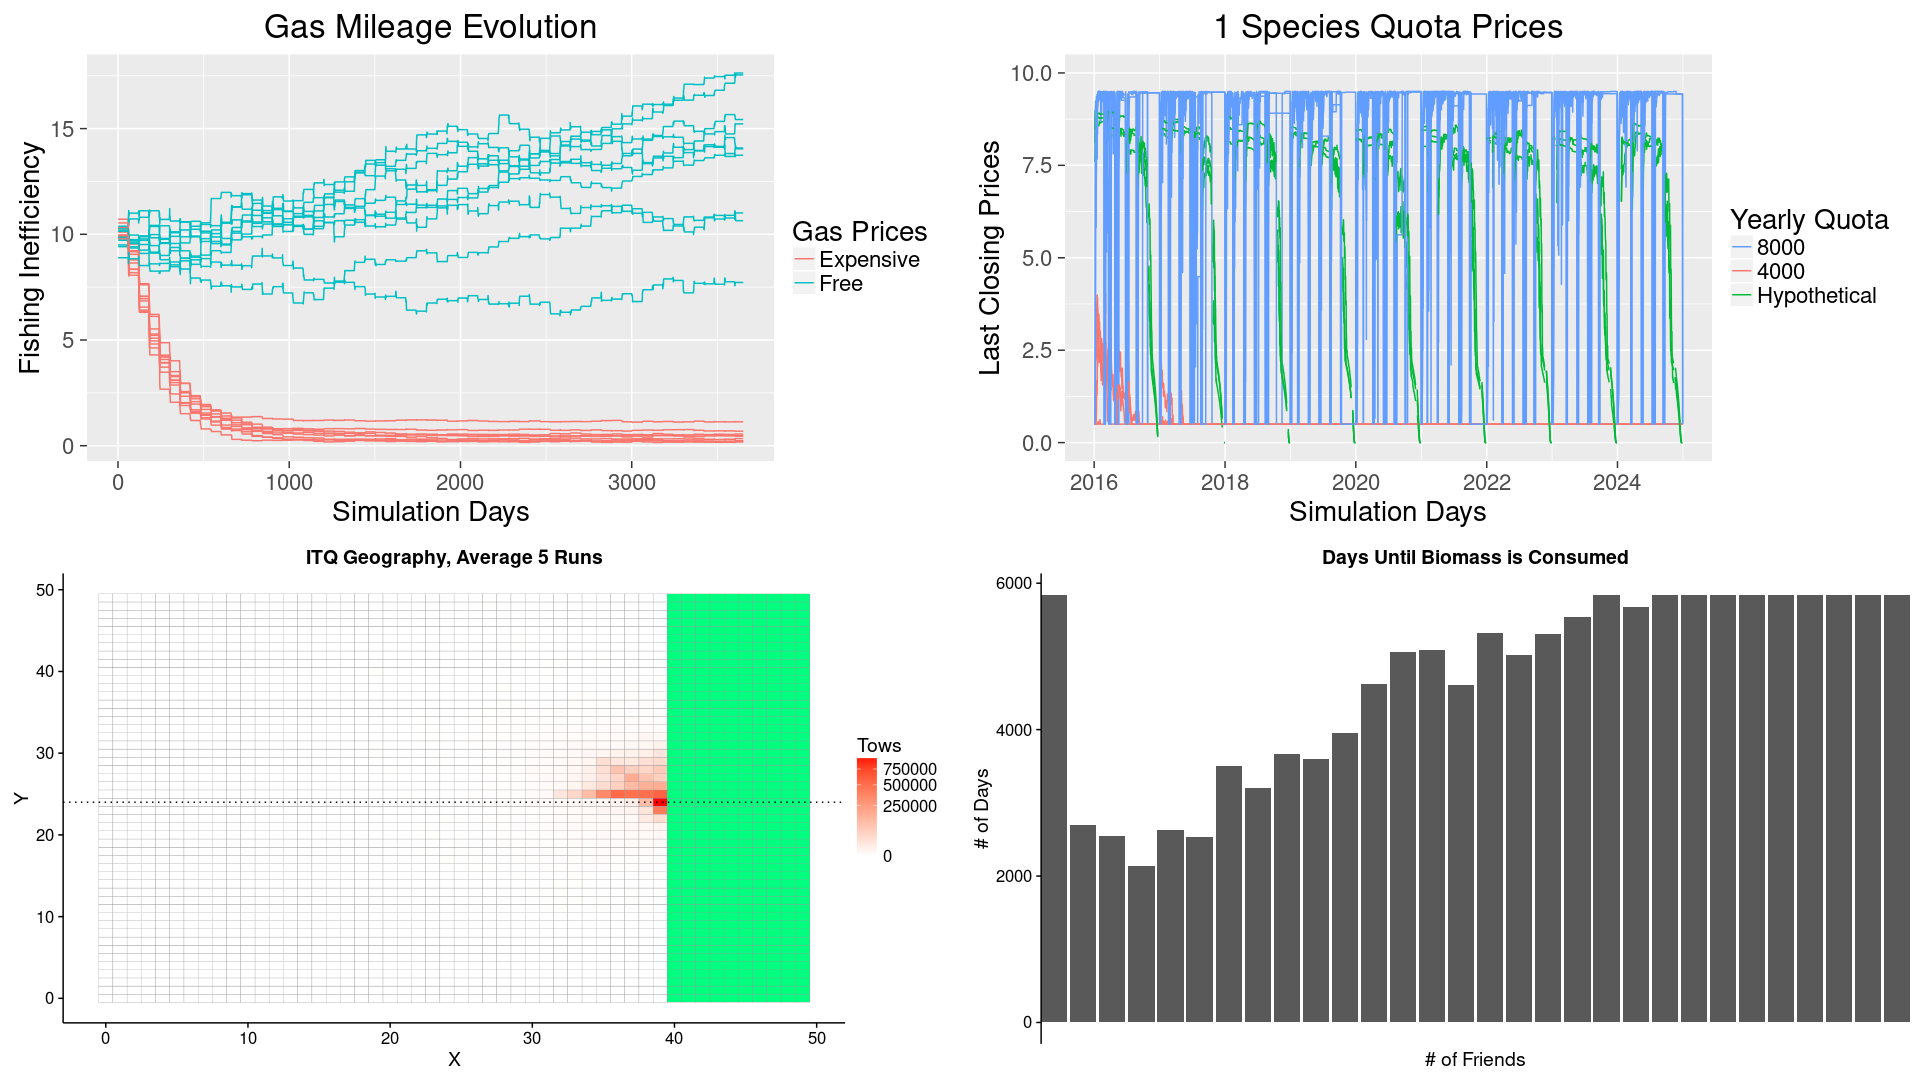 Gas Mileage Evolution
Fishing Inefficiency
15
10
5
0
0 1000 2000 3000
Simulation Days
Gas Prices
Expensive
Free
1 Species Quota Prices
Last Closing Prices
10.0
7.5
5.0
2.5
0.0
2016 2018 2020 2022 2024
Simulation Days
Yearly Quota
8000
4000
Hypothetical
ITQ Geography, Average 5 Runs
Y
50
40
30
20
10
0
0 10 20 30 40 50
X
Tows
750000
500000
250000
0
Days Until Biomass is Consumed
# of Days
6000
4000
2000
0
# of Friends